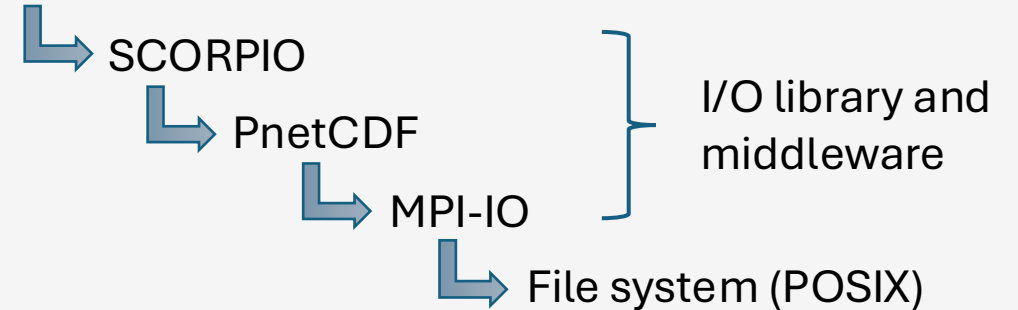 SCORPIO
PnetCDF
I/O library and
middleware
MPI-IO
File system (POSIX)